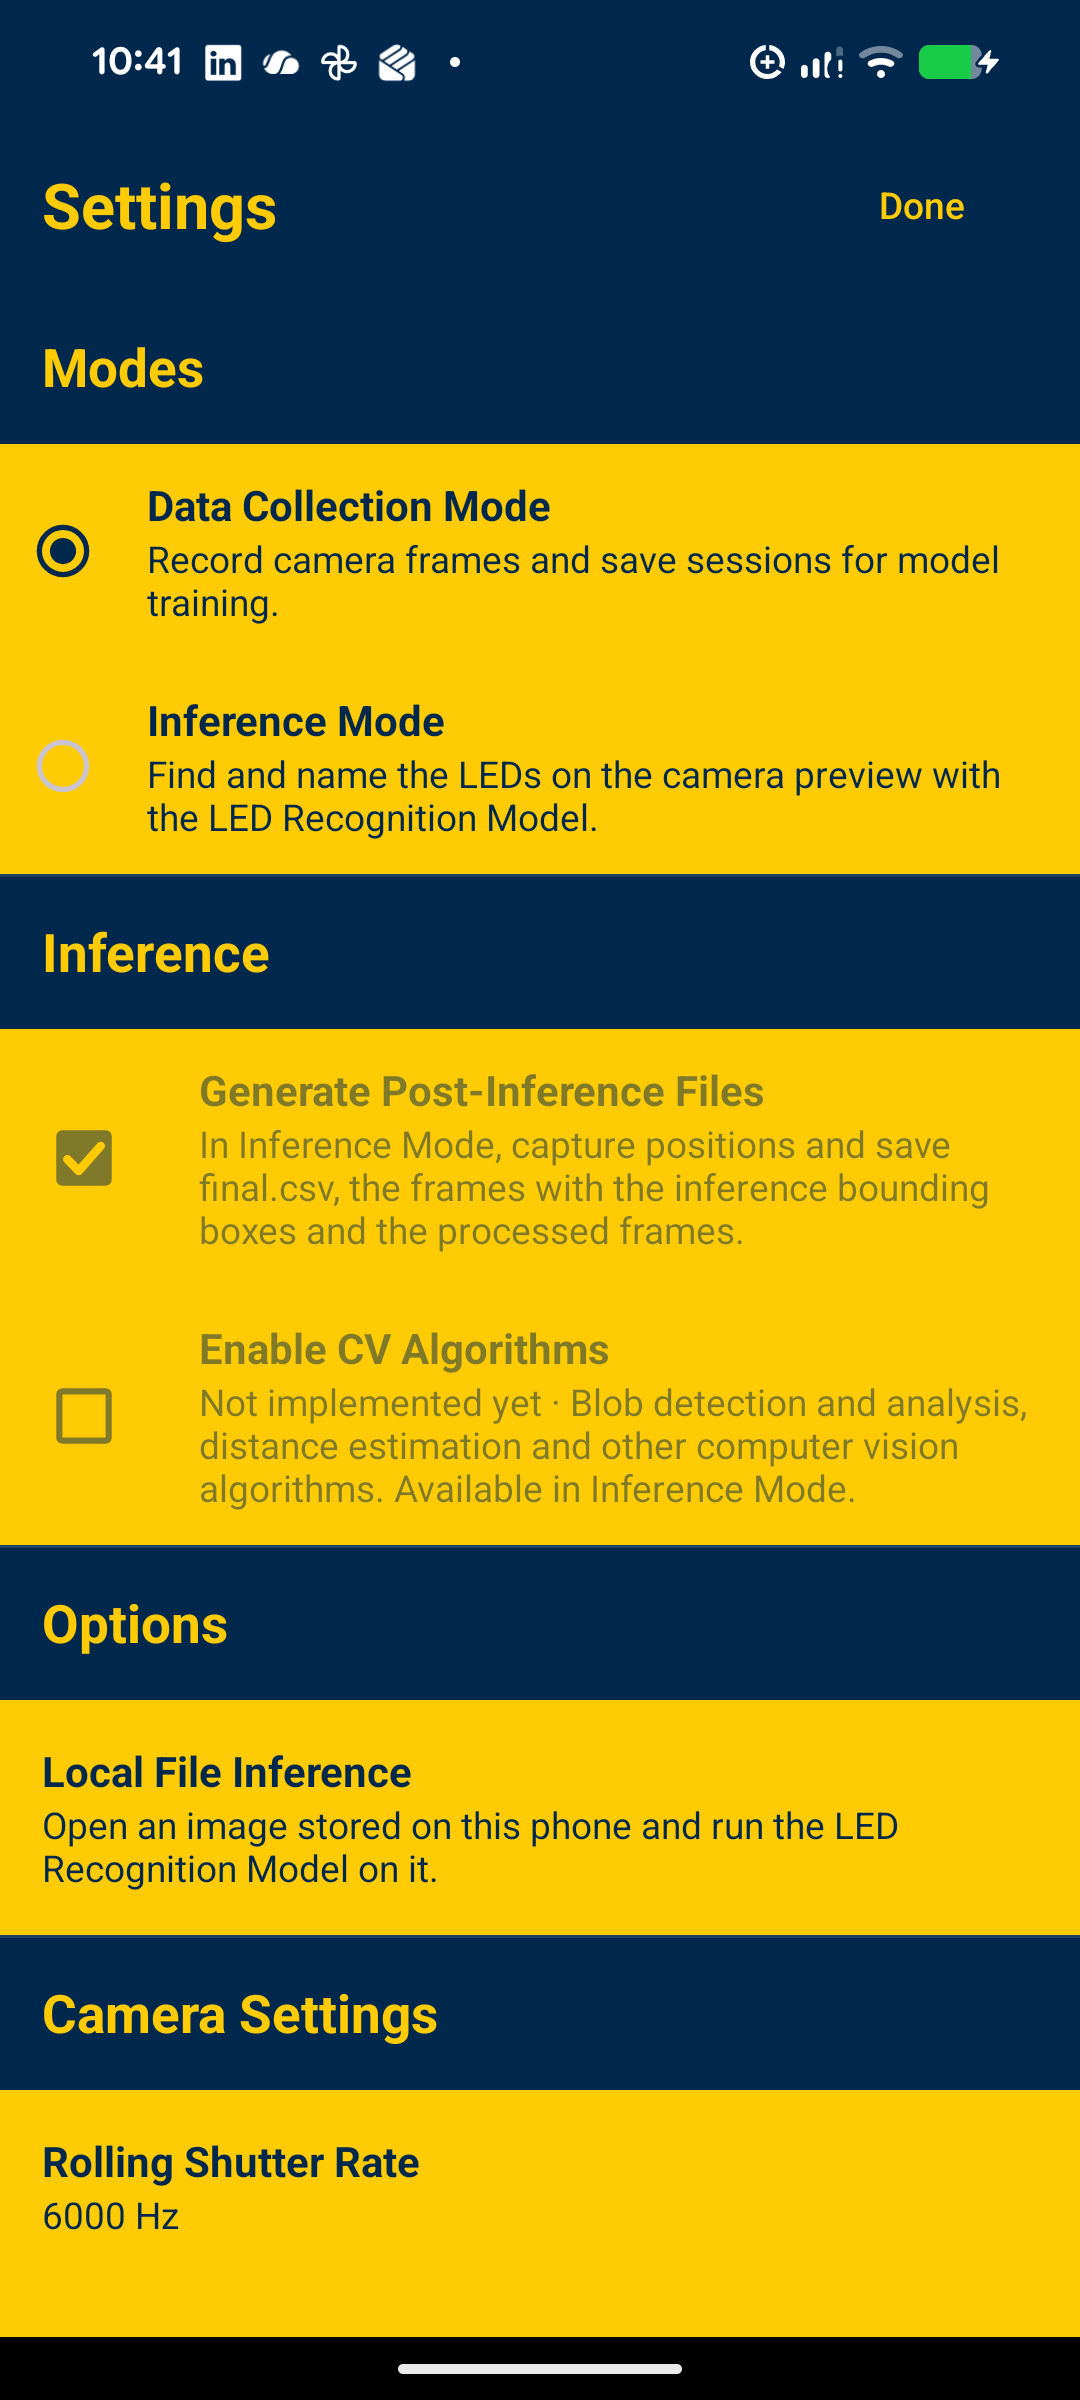 10:41
Settings
Done
Modes
Data Collection Mode
Record camera frames and save sessions for model
training.
Inference Mode
Find and name the LEDs on the camera preview with
the LED Recognition Model.
Inference
Generate Post-Inference Files
In Inference Mode, capture positions and save
final.csv, the frames with the inference bounding
boxes and the processed frames.
Enable CV Algorithms
Not implemented yet · Blob detection and analysis,
distance estimation and other computer vision
algorithms. Available in Inference Mode.
Options
Local File Inference
Open an image stored on this phone and run the LED
Recognition Model on it.
Camera Settings
Rolling Shutter Rate
6000 Hz